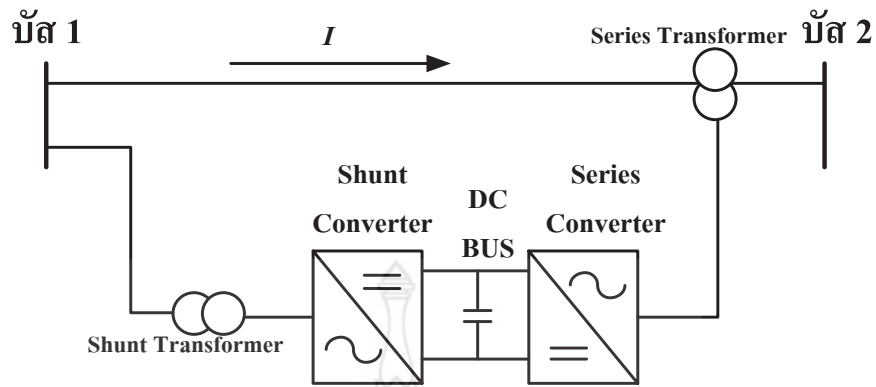 บัส 1
I
Series Transformer
บัส 2
Shunt
Converter
DC
BUS
Series
Converter
Shunt Transformer